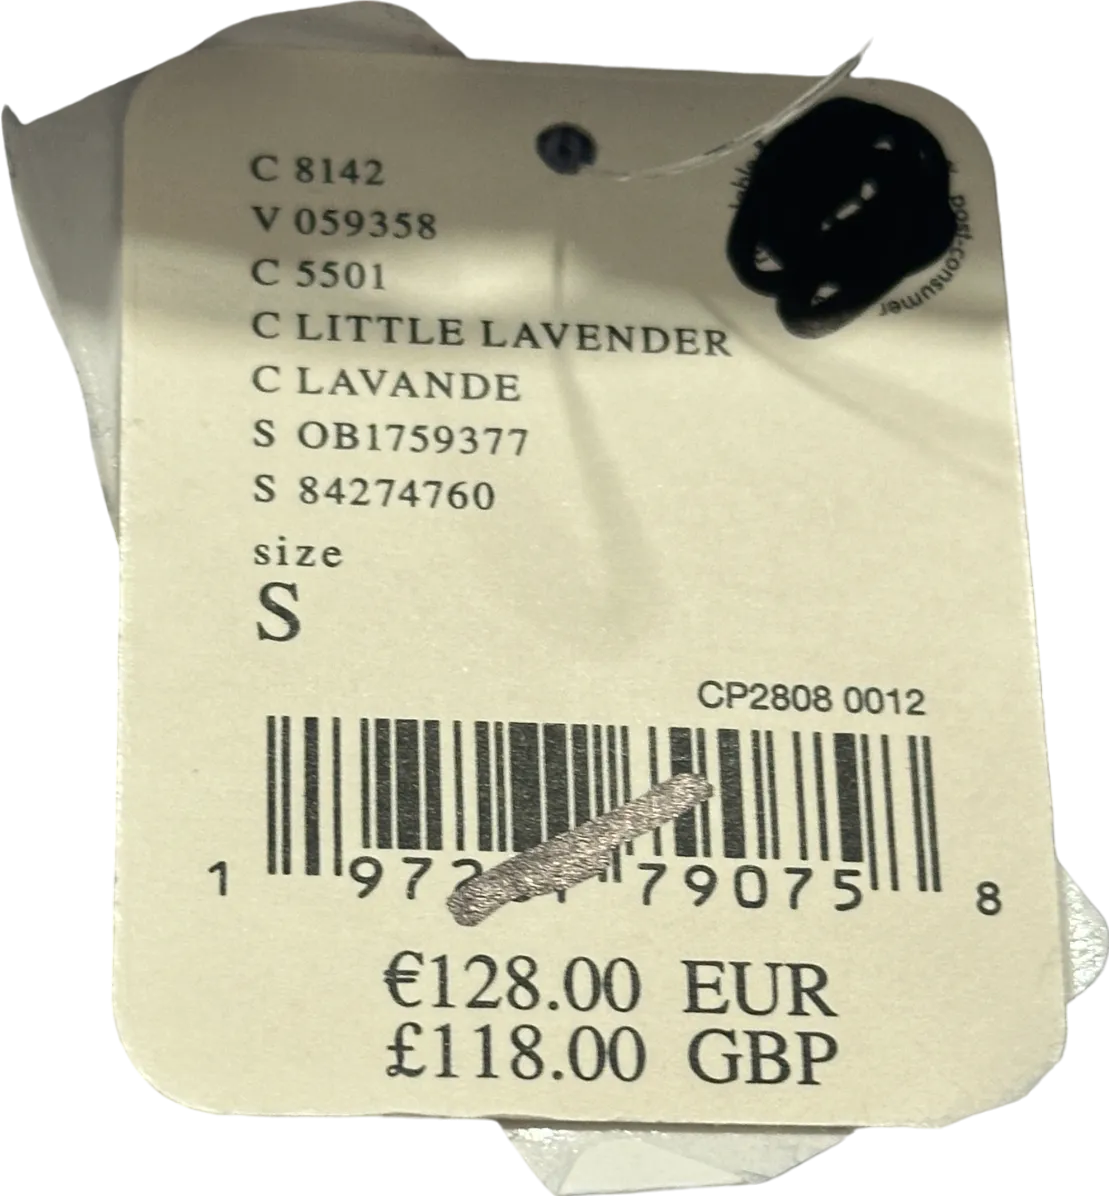 C 8142
V 059358
C 5501
C LITTLE LAVENDER
C LAVANDE
S OB1759377
S 84274760
size
S
post-consumer
CP2808 0012
1 79075 8
€128.00 EUR
£118.00 GBP